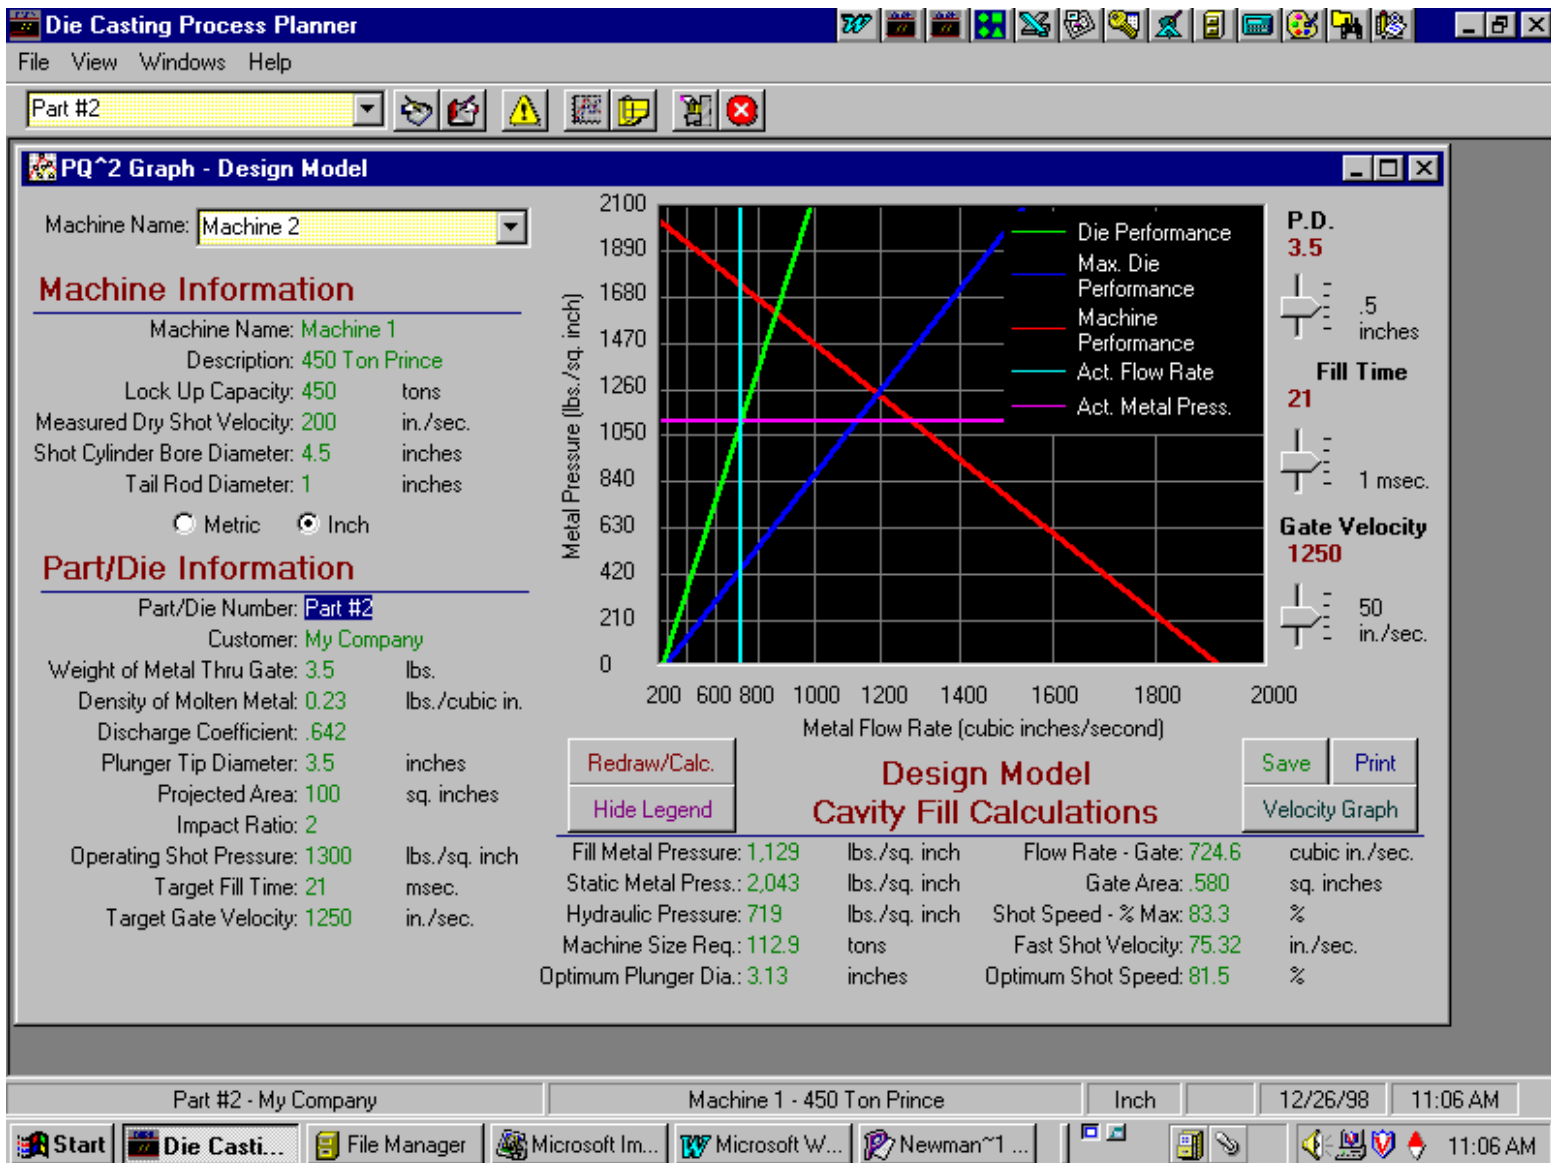 Die Casting Process Planner
File View Windows Help
Part #2
PQ^2 Graph - Design Model
Machine Name: Machine 2
Machine Information
Machine Name: Machine 1
Description: 450 Ton Prince
Lock Up Capacity: 450 tons
Measured Dry Shot Velocity: 200 in./sec.
Shot Cylinder Bore Diameter: 4.5 inches
Tail Rod Diameter: 1 inches
Metric Inch
Part/Die Information
Part/Die Number: Part #2
Customer: My Company
Weight of Metal Thru Gate: 3.5 lbs.
Density of Molten Metal: 0.23 lbs./cubic in.
Discharge Coefficient: .642
Plunger Tip Diameter: 3.5 inches
Projected Area: 100 sq. inches
Impact Ratio: 2
Operating Shot Pressure: 1300 lbs./sq. inch
Target Fill Time: 21 msec.
Target Gate Velocity: 1250 in./sec.
Metal Pressure (lbs./sq. inch)
2100
1890
1680
1470
1260
1050
840
630
420
210
0
200 600 800 1000 1200 1400 1600 1800 2000
Metal Flow Rate (cubic inches/second)
Die Performance
Max. Die
Performance
Machine
Performance
Act. Flow Rate
Act. Metal Press.
P.D.
3.5
.5
inches
Fill Time
21
1 msec.
Gate Velocity
1250
50
in./sec.
Redraw/Calc.
Hide Legend
Design Model
Cavity Fill Calculations
Save Print
Velocity Graph
Fill Metal Pressure: 1,129 lbs./sq. inch Flow Rate - Gate: 724.6 cubic in./sec.
Static Metal Press.: 2,043 lbs./sq. inch Gate Area: .580 sq. inches
Hydraulic Pressure: 719 lbs./sq. inch Shot Speed - % Max: 83.3 %
Machine Size Req.: 112.9 tons Fast Shot Velocity: 75.32 in./sec.
Optimum Plunger Dia.: 3.13 inches Optimum Shot Speed: 81.5 %
Part #2 - My Company Machine 1 - 450 Ton Prince Inch 12/26/98 11:06 AM
Start Die Casti... File Manager Microsoft Im... Microsoft W... Newman~1 ... 11:06 AM